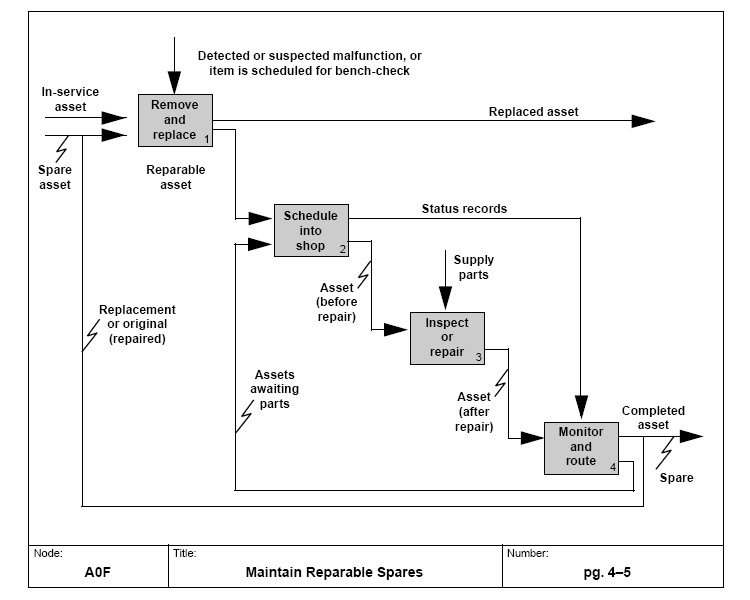 Detected or suspected malfunction, or
item is scheduled for bench-check
In-service
asset
Remove
and
replace
1
Replaced asset
Spare
asset
Reparable
asset
Schedule
into
shop
2
Status records
Supply
parts
Asset
(before
repair)
Replacement
or original
(repaired)
Inspect
or
repair
3
Assets
awaiting
parts
Asset
(after
repair)
Completed
asset
Monitor
and
route
4
Spare
Node:
A0F
Title:
Maintain Reparable Spares
Number:
pg. 4–5